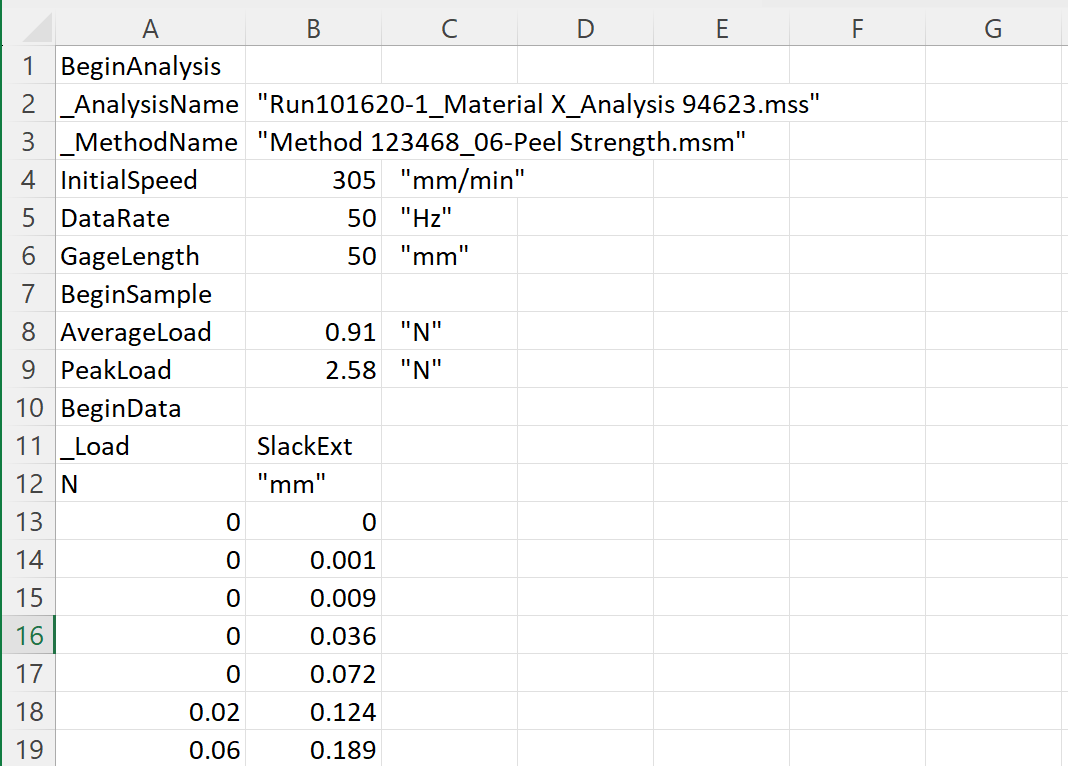 A B C D E F G
1 BeginAnalysis
2 _AnalysisName "Run101620-1_Material X_Analysis 94623.mss"
3 _MethodName "Method 123468_06-Peel Strength.msm"
4 InitialSpeed 305 "mm/min"
5 DataRate 50 "Hz"
6 GageLength 50 "mm"
7 BeginSample
8 AverageLoad 0.91 "N"
9 PeakLoad 2.58 "N"
10 BeginData
11 _Load SlackExt
12 N "mm"
13 0 0
14 0 0.001
15 0 0.009
16 0 0.036
17 0 0.072
18 0.02 0.124
19 0.06 0.189